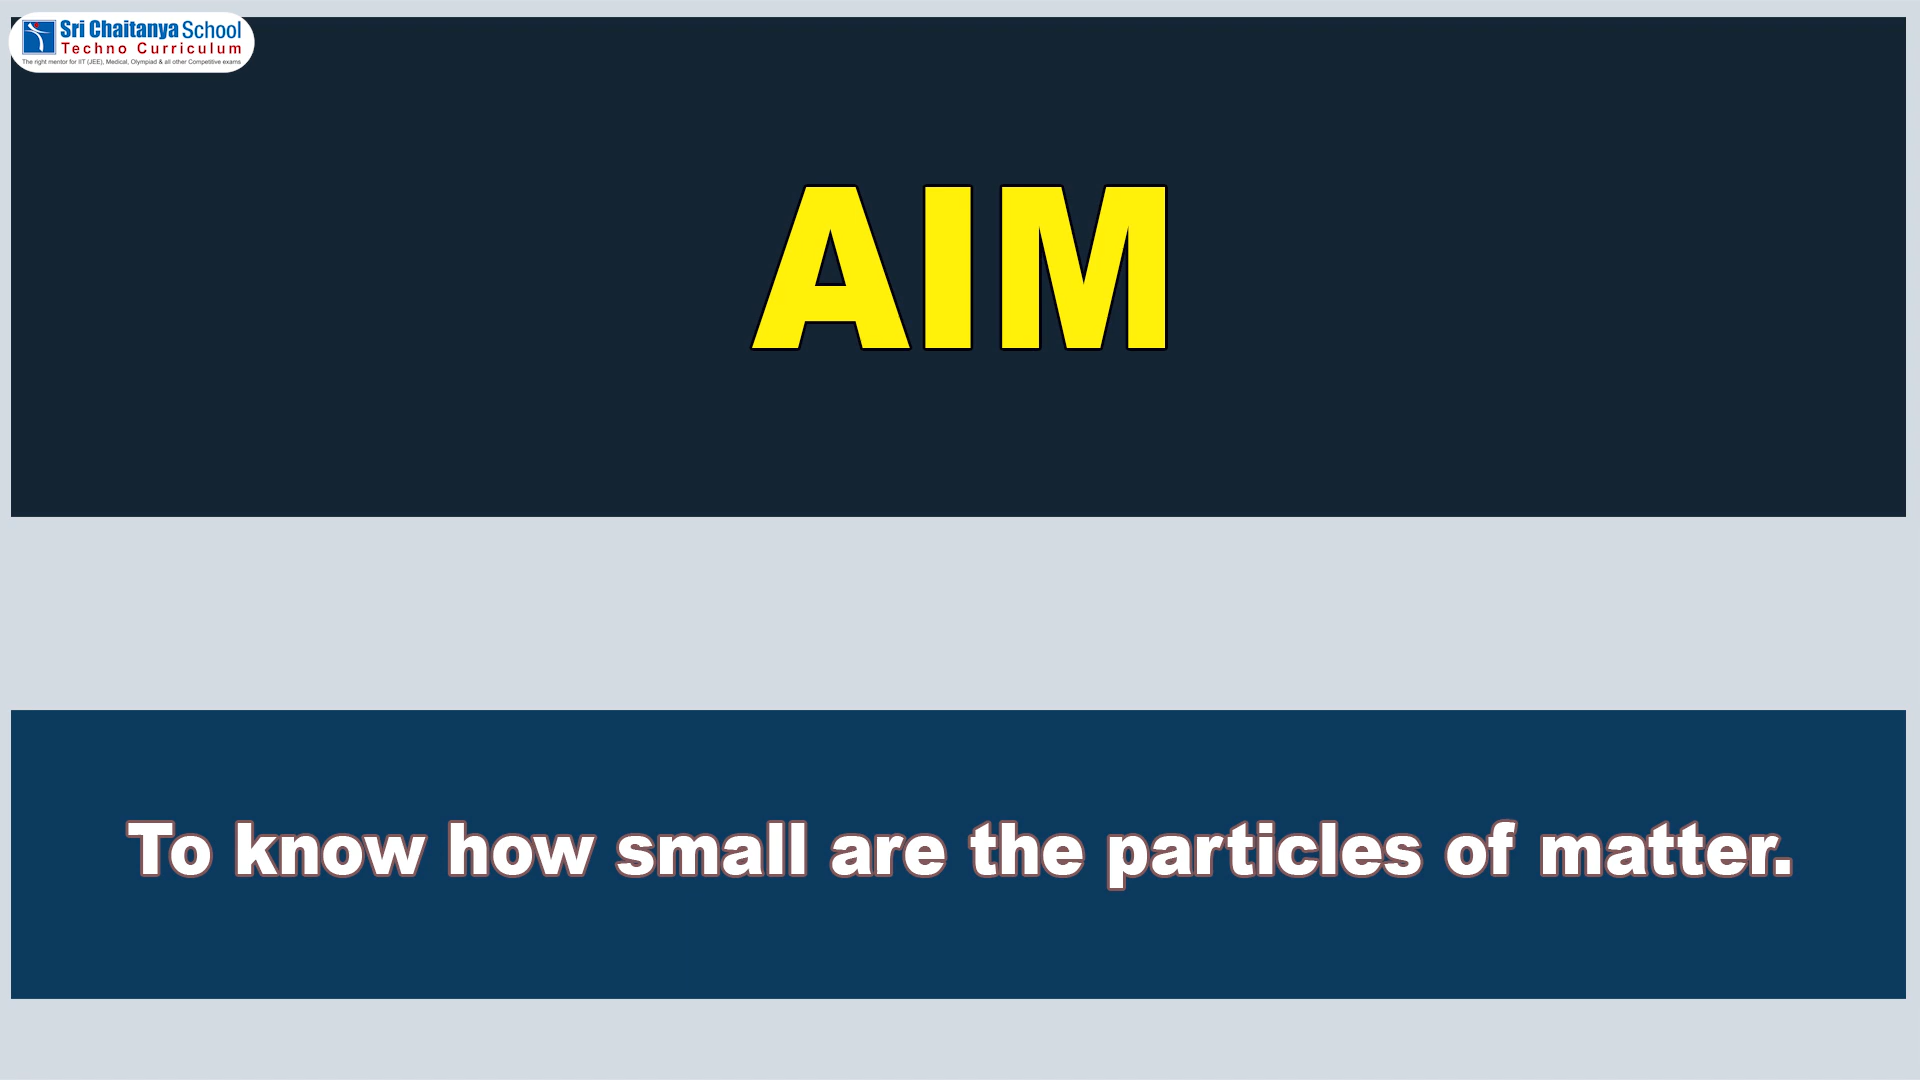 Sri Chaitanya School
Techno Curriculum
The right mentor for IIT (JEE), Medical, Olympiad & all other Competitive exams
AIM
To know how small are the particles of matter.